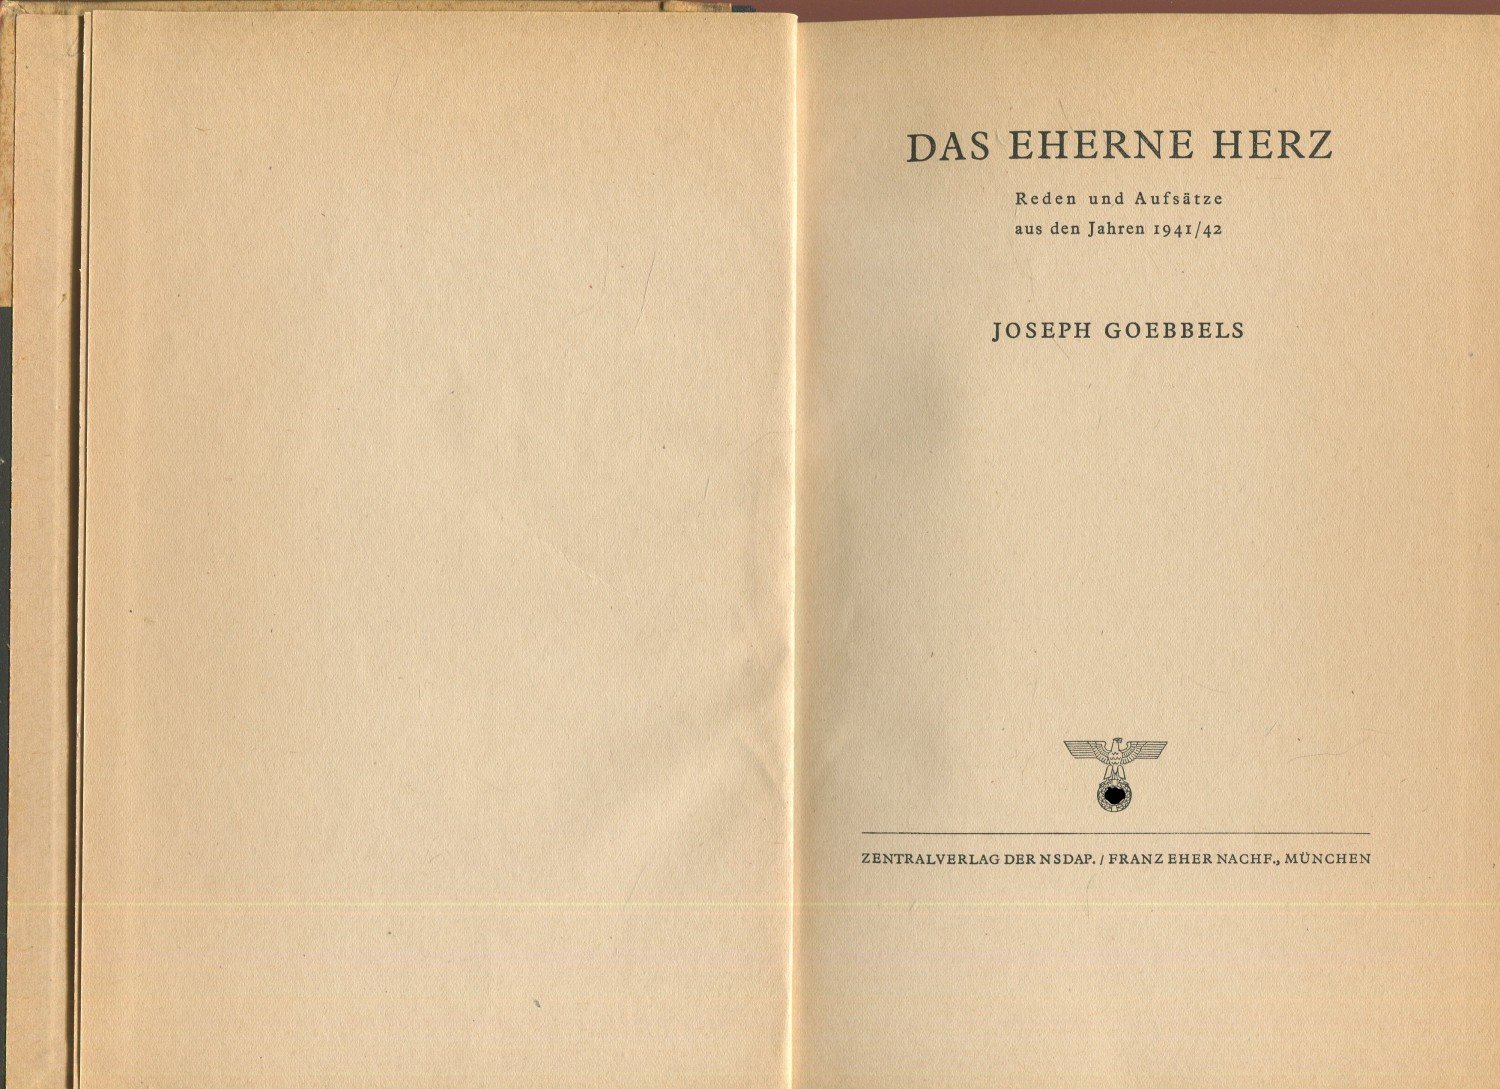 DAS EHERNE HERZ
Reden und Aufsätze
aus den Jahren 1941/42
JOSEPH GOEBBELS
ZENTRALVERLAG DER NSDAP. / FRANZ EHER NACHF., MÜNCHEN